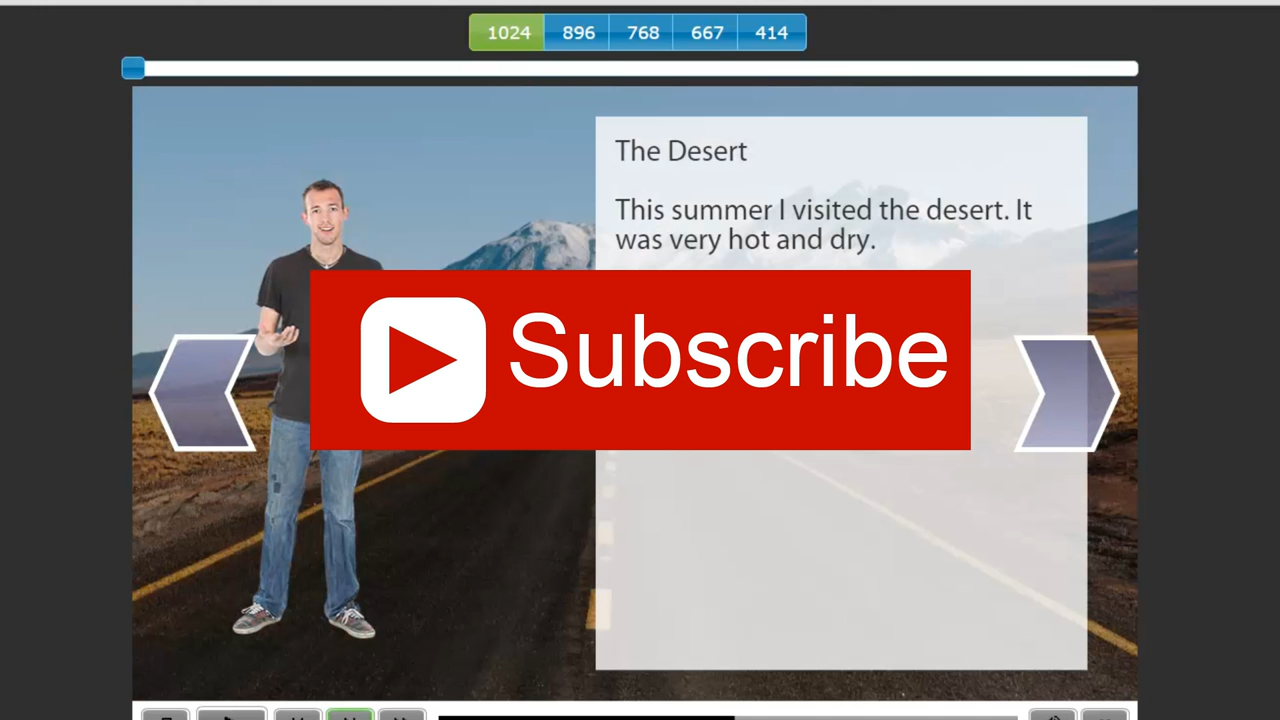 1024 896 768 667 414
The Desert
This summer I visited the desert. It
was very hot and dry.
Subscribe